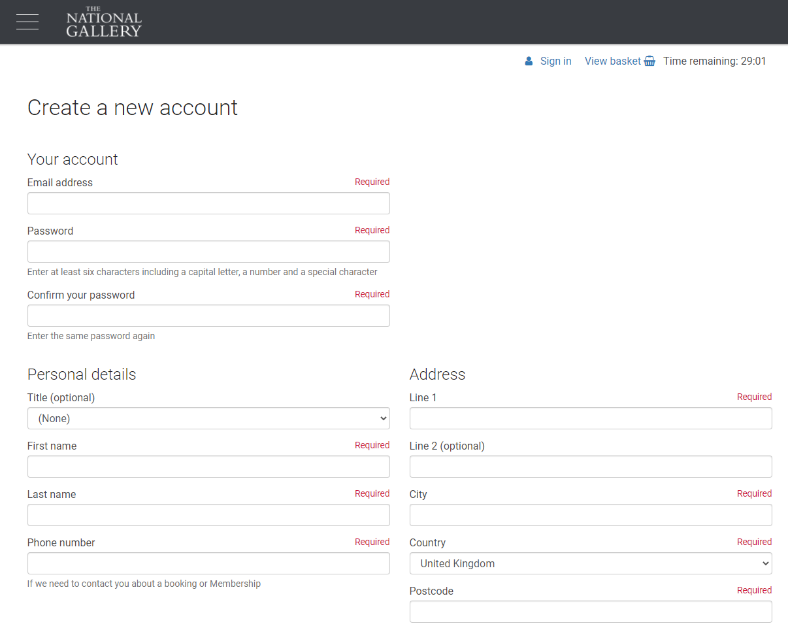 THE
NATIONAL
GALLERY
Sign in View basket Time remaining: 29:01
Create a new account
Your account
Email address Required
Password Required
Enter at least six characters including a capital letter, a number and a special character
Confirm your password Required
Enter the same password again
Personal details
Title (optional)
(None)
First name Required
Last name Required
Phone number Required
If we need to contact you about a booking or Membership
Address
Line 1 Required
Line 2 (optional)
City Required
Country Required
United Kingdom
Postcode Required